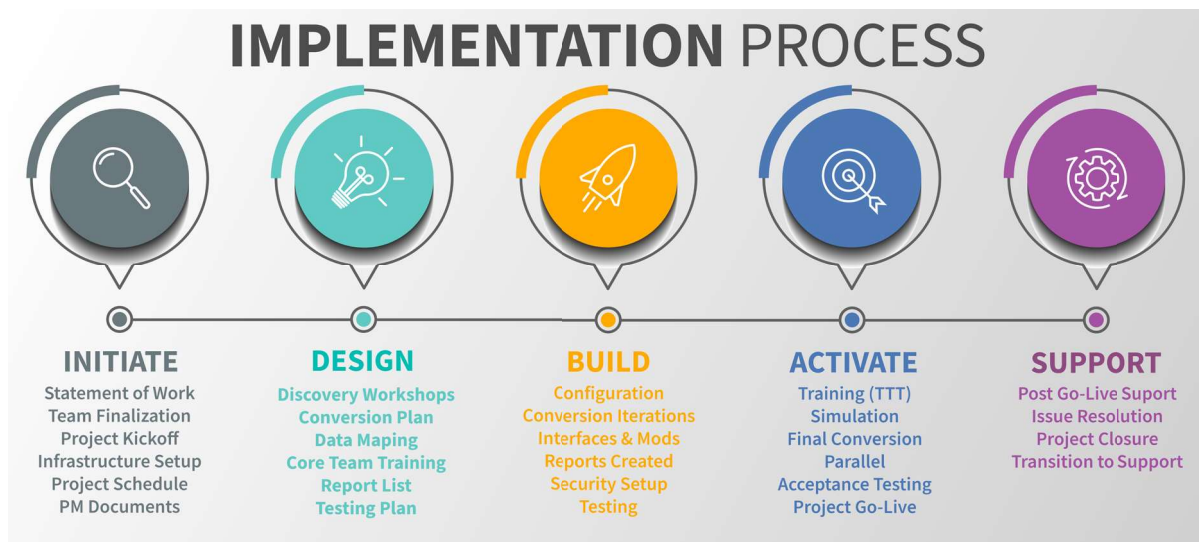 IMPLEMENTATION PROCESS
INITIATE
Statement of Work
Team Finalization
Project Kickoff
Infrastructure Setup
Project Schedule
PM Documents
DESIGN
Discovery Workshops
Conversion Plan
Data Maping
Core Team Training
Report List
Testing Plan
BUILD
Configuration
Conversion Iterations
Interfaces & Mods
Reports Created
Security Setup
Testing
ACTIVATE
Training (TTT)
Simulation
Final Conversion
Parallel
Acceptance Testing
Project Go-Live
SUPPORT
Post Go-Live Suport
Issue Resolution
Project Closure
Transition to Support